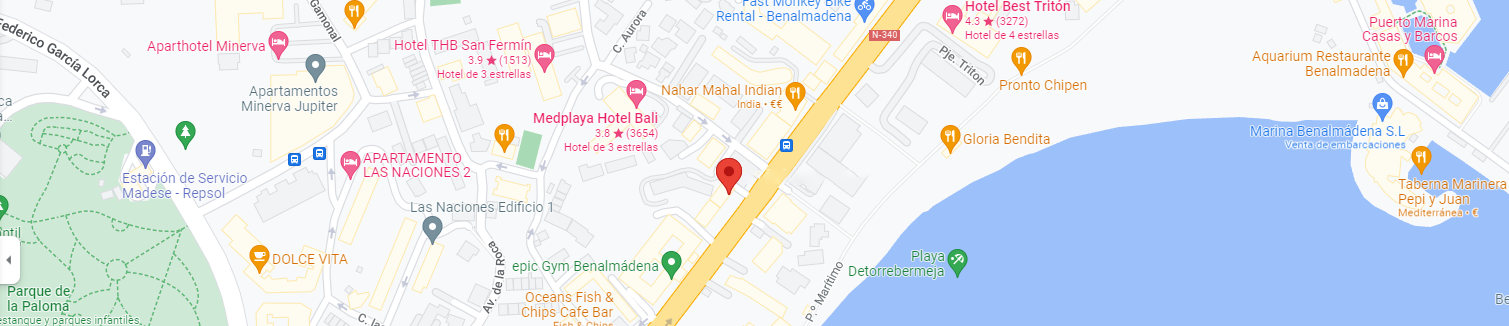 Federico García Lorca
Gamonal
Aparthotel Minerva
Apartamentos
Minerva Jupiter
Hotel THB San Fermín
3.9 ★ (1513)
Hotel de 3 estrellas
C. Aurora
Fast Monkey Bike
Rental - Benalmadena
N-340
Hotel Best Tritón
4.3 ★ (3272)
Hotel de 4 estrellas
Pje. Triton
Pronto Chipen
Puerto Marina
Casas y Barcos
Aquarium Restaurante
Benalmadena
Nahar Mahal Indian
India • €€
Medplaya Hotel Bali
3.8 ★ (3654)
Hotel de 3 estrellas
Gloria Bendita
Marina Benalmádena S.L
Venta de embarcaciones
Taberna Marinera
Pepi y Juan
Mediterránea • €
APARTAMENTO
LAS NACIONES 2
Estación de Servicio
Madese - Repsol
Las Naciones Edificio 1
DOLCE VITA
Av. de la Roca
epic Gym Benalmádena
Oceans Fish &
Chips Cafe Bar
Fish & Chips
P.º Marítimo
Playa
Detorrebermeja
Parque de
la Paloma
estanque y parques infantiles
C. las
Be